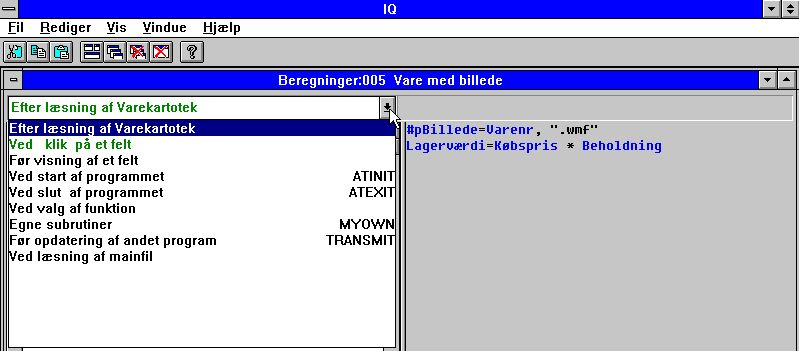 IQ
Fil Rediger Vis Vindue Hjælp
?
Beregninger:005 Vare med billede
Efter læsning af Varekartotek
Efter læsning af Varekartotek
Ved klik på et felt
Før visning af et felt
Ved start af programmet ATINIT
Ved slut af programmet ATEXIT
Ved valg af funktion
Egne subrutiner MYOWN
Før opdatering af andet program TRANSMIT
Ved læsning af mainfil
#pBillede=Varenr, ".wmf"
Lagerværdi=Købspris * Beholdning